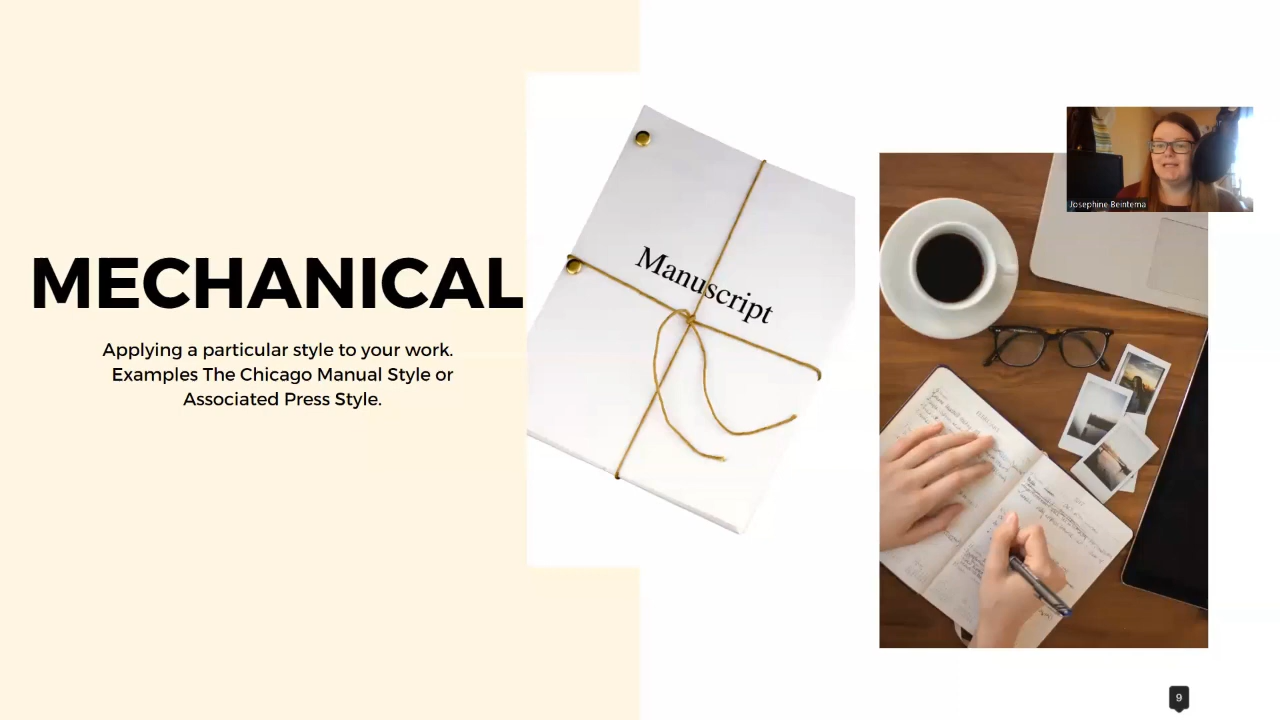 MECHANICAL
Applying a particular style to your work.
Examples The Chicago Manual Style or
Associated Press Style.
Manuscript
Josephine Beintema
9